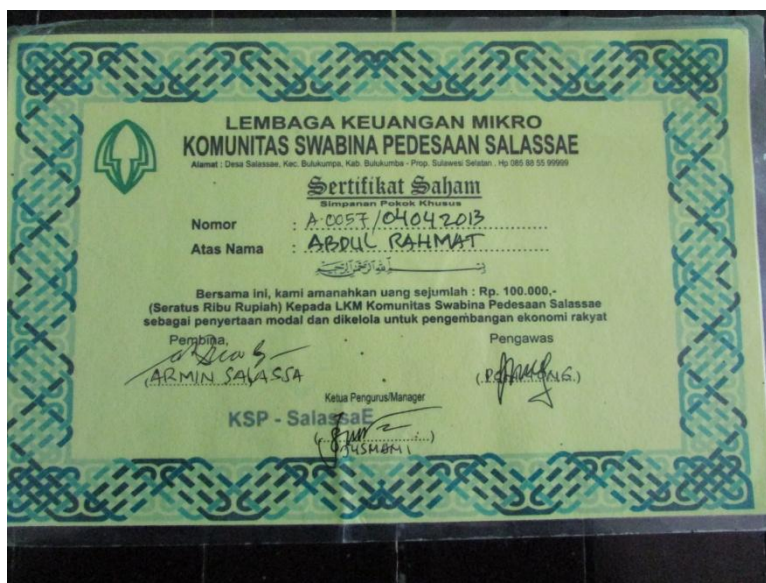 LEMBAGA KEUANGAN MIKRO
KOMUNITAS SWABINA PEDESAAN SALASSAE
Alamat : Desa Salassae, Kec. Bulukumpa, Kab. Bulukumba - Prop. Sulawesi Selatan . Hp 085 88 55 99999
Sertifikat Saham
Simpanan Pokok Khusus
Nomor : A.0057/04042013
Atas Nama : ABDUL RAHMAT
Bersama ini, kami amanahkan uang sejumlah : Rp. 100.000,-
(Seratus Ribu Rupiah) Kepada LKM Komunitas Swabina Pedesaan Salassae
sebagai penyertaan modal dan dikelola untuk pengembangan ekonomi rakyat
Pembina, Pengawas
(ARMIN SALASSA
Ketua Pengurus/Manager
KSP - SalassaE